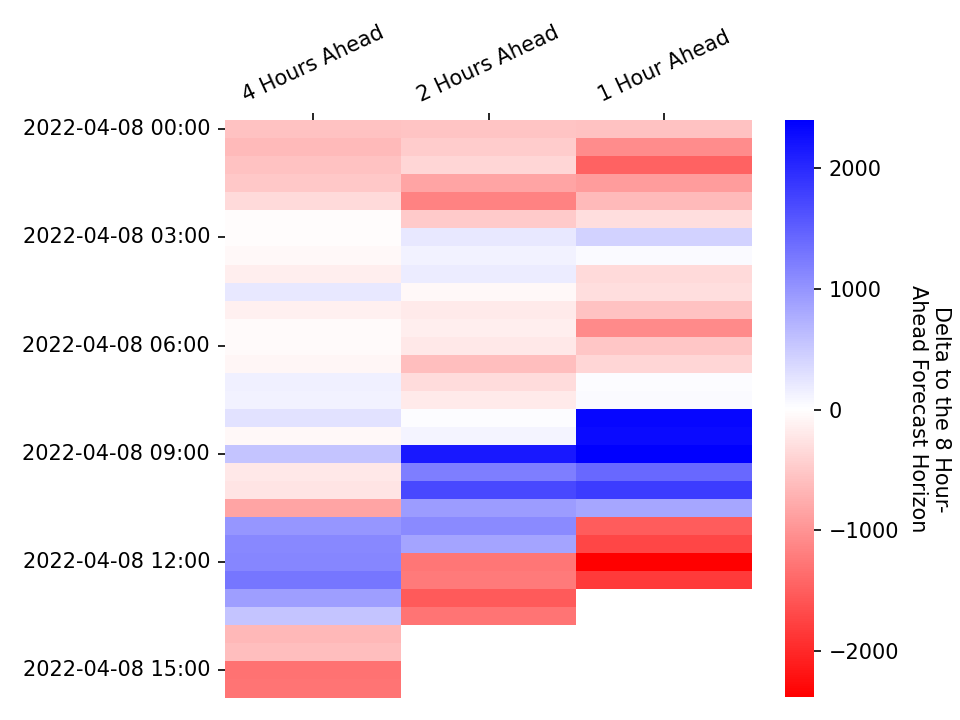 4 Hours Ahead
2 Hours Ahead
1 Hour Ahead
2022-04-08 00:00
2022-04-08 03:00
2022-04-08 06:00
2022-04-08 09:00
2022-04-08 12:00
2022-04-08 15:00
2000
1000
0
−1000
−2000
Delta to the 8 Hour-
Ahead Forecast Horizon